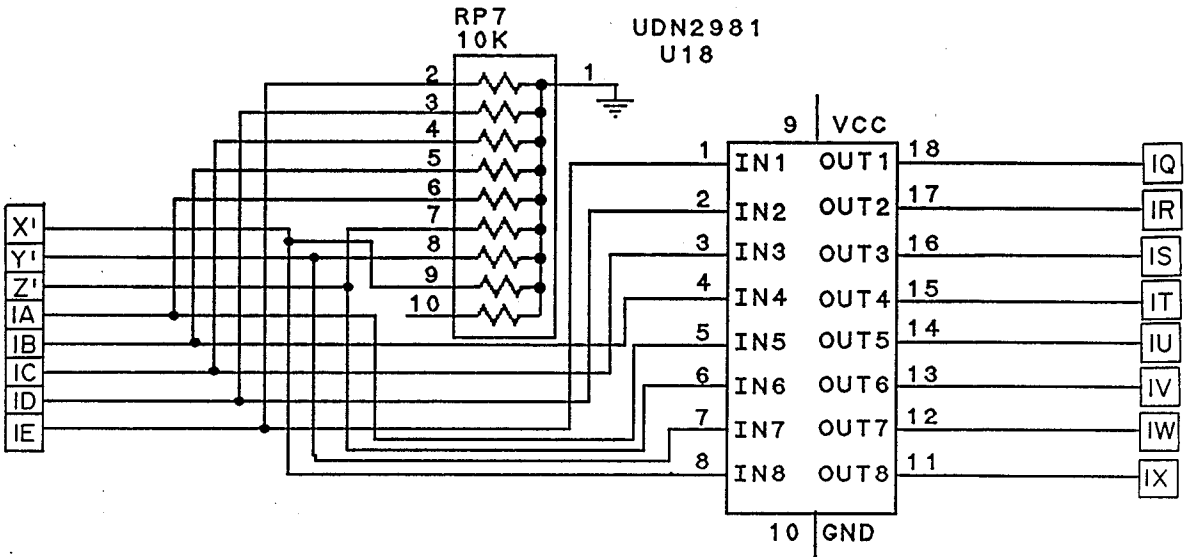 RP7
10K
UDN2981
U18
2
1
3
4
5
6
7
8
9
10
X'
Y'
Z'
IA
IB
IC
ID
IE
9 VCC
1 IN1 OUT1 18 IQ
2 IN2 OUT2 17 IR
3 IN3 OUT3 16 IS
4 IN4 OUT4 15 IT
5 IN5 OUT5 14 IU
6 IN6 OUT6 13 IV
7 IN7 OUT7 12 IW
8 IN8 OUT8 11 IX
10 GND